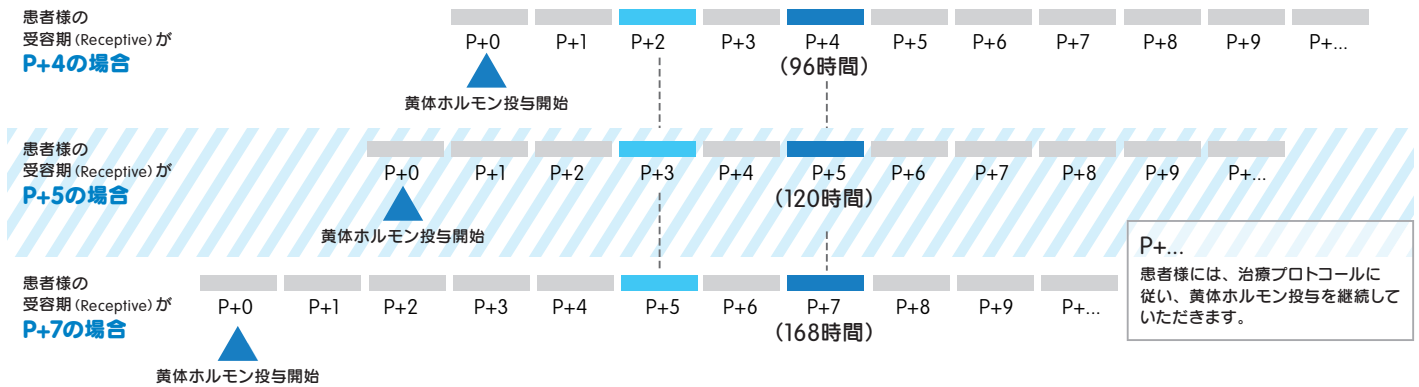 患者様の
受容期(Receptive)が
P+4の場合
P+0 P+1 P+2 P+3 P+4 P+5 P+6 P+7 P+8 P+9 P+...
(96時間)
黄体ホルモン投与開始
患者様の
受容期(Receptive)が
P+5の場合
P+0 P+1 P+2 P+3 P+4 P+5 P+6 P+7 P+8 P+9 P+...
(120時間)
黄体ホルモン投与開始
患者様の
受容期(Receptive)が
P+7の場合
P+0 P+1 P+2 P+3 P+4 P+5 P+6 P+7 P+8 P+9 P+...
(168時間)
黄体ホルモン投与開始
P+...
患者様には、治療プロトコールに
従い、黄体ホルモン投与を継続して
いただきます。